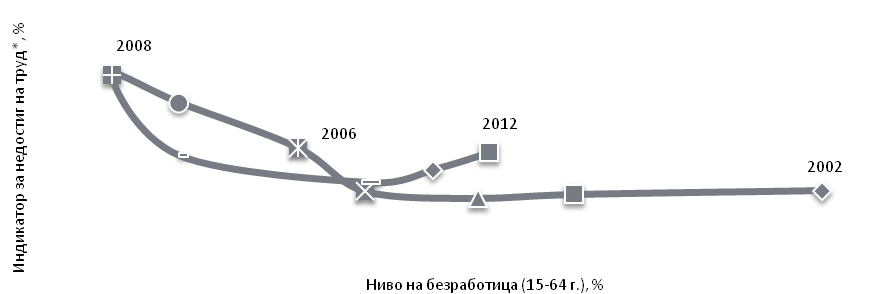 Индикатор за недостиг на труд*, %
2008
2006
2012
2002
Ниво на безработица (15-64 г.), %